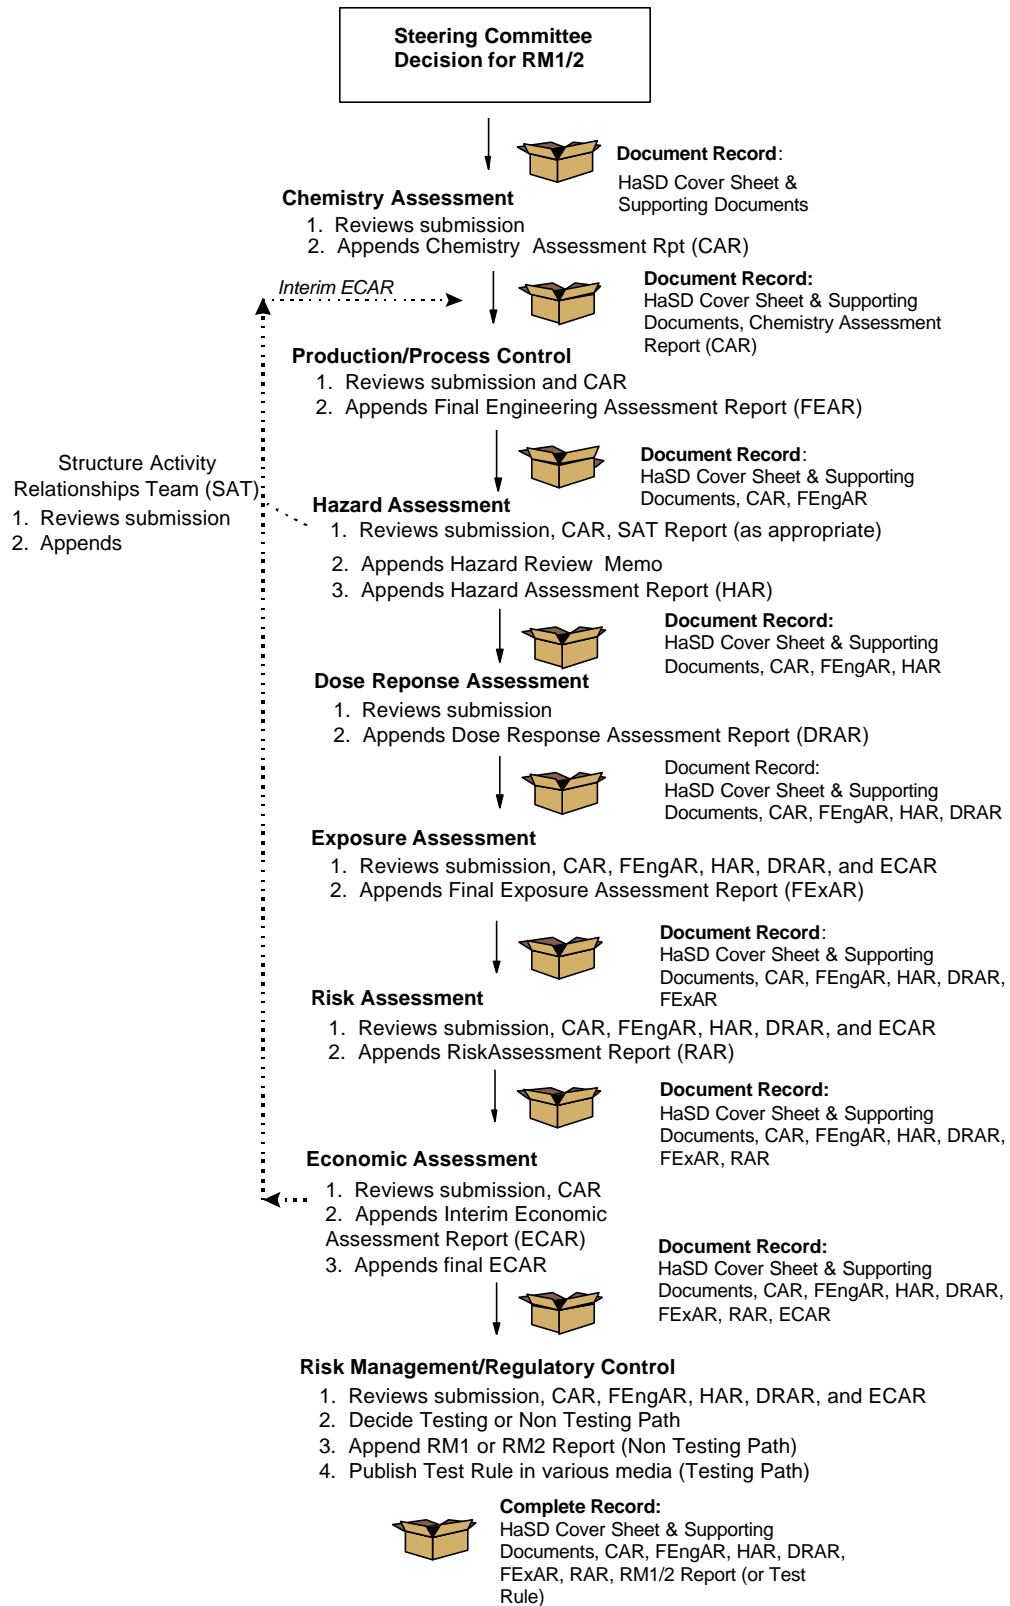 Steering Committee
Decision for RM1/2
Document Record:
HaSD Cover Sheet &
Supporting Documents
Chemistry Assessment
1. Reviews submission
2. Appends Chemistry Assessment Rpt (CAR)
Interim ECAR
Document Record:
HaSD Cover Sheet & Supporting
Documents, Chemistry Assessment
Report (CAR)
Production/Process Control
1. Reviews submission and CAR
2. Appends Final Engineering Assessment Report (FEAR)
Document Record:
HaSD Cover Sheet & Supporting
Documents, CAR, FEngAR
Structure Activity
Relationships Team (SAT)
1. Reviews submission
2. Appends
Hazard Assessment
1. Reviews submission, CAR, SAT Report (as appropriate)
2. Appends Hazard Review Memo
3. Appends Hazard Assessment Report (HAR)
Document Record:
HaSD Cover Sheet & Supporting
Documents, CAR, FEngAR, HAR
Dose Reponse Assessment
1. Reviews submission
2. Appends Dose Response Assessment Report (DRAR)
Document Record:
HaSD Cover Sheet & Supporting
Documents, CAR, FEngAR, HAR, DRAR
Exposure Assessment
1. Reviews submission, CAR, FEngAR, HAR, DRAR, and ECAR
2. Appends Final Exposure Assessment Report (FExAR)
Document Record:
HaSD Cover Sheet & Supporting
Documents, CAR, FEngAR, HAR, DRAR,
FExAR
Risk Assessment
1. Reviews submission, CAR, FEngAR, HAR, DRAR, and ECAR
2. Appends RiskAssessment Report (RAR)
Document Record:
HaSD Cover Sheet & Supporting
Documents, CAR, FEngAR, HAR, DRAR,
FExAR, RAR
Economic Assessment
1. Reviews submission, CAR
2. Appends Interim Economic
Assessment Report (ECAR)
3. Appends final ECAR
Document Record:
HaSD Cover Sheet & Supporting
Documents, CAR, FEngAR, HAR, DRAR,
FExAR, RAR, ECAR
Risk Management/Regulatory Control
1. Reviews submission, CAR, FEngAR, HAR, DRAR, and ECAR
2. Decide Testing or Non Testing Path
3. Append RM1 or RM2 Report (Non Testing Path)
4. Publish Test Rule in various media (Testing Path)
Complete Record:
HaSD Cover Sheet & Supporting
Documents, CAR, FEngAR, HAR, DRAR,
FExAR, RAR, RM1/2 Report (or Test
Rule)